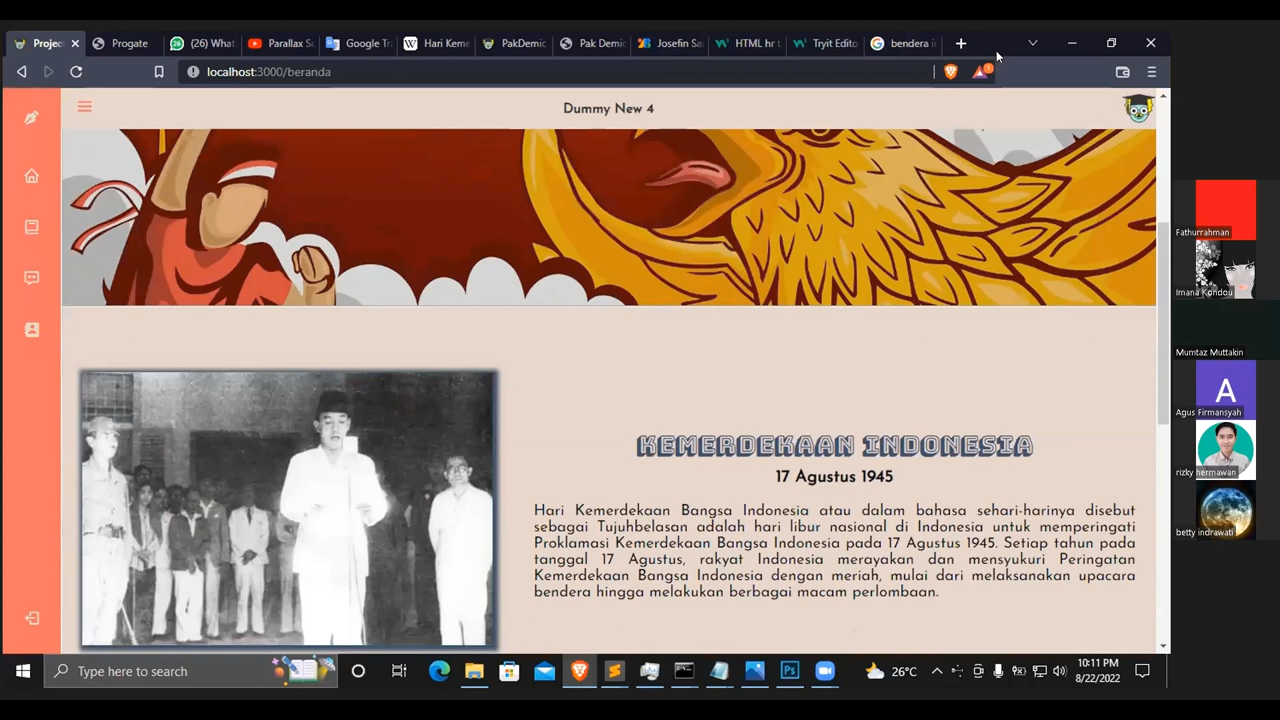 Project
Progate
(26) What
Parallax Sc
Google Tra
Hari Keme
PakDemic
Pak Demic
Josefin Sa
HTML hr t
Tryit Edito
bendera i
localhost:3000/beranda
Dummy New 4
Fathurrahman
Imana Kondou
Mumtaz Muttakin
A
Agus Firmansyah
rizky hermawan
betty indrawati
KEMERDEKAAN INDONESIA
17 Agustus 1945
Hari Kemerdekaan Bangsa Indonesia atau dalam bahasa sehari-harinya disebut
sebagai Tujuhbelasan adalah hari libur nasional di Indonesia untuk memperingati
Proklamasi Kemerdekaan Bangsa Indonesia pada 17 Agustus 1945. Setiap tahun pada
tanggal 17 Agustus, rakyat Indonesia merayakan dan mensyukuri Peringatan
Kemerdekaan Bangsa Indonesia dengan meriah, mulai dari melaksanakan upacara
bendera hingga melakukan berbagai macam perlombaan.
Type here to search
26°C
10:11 PM
8/22/2022